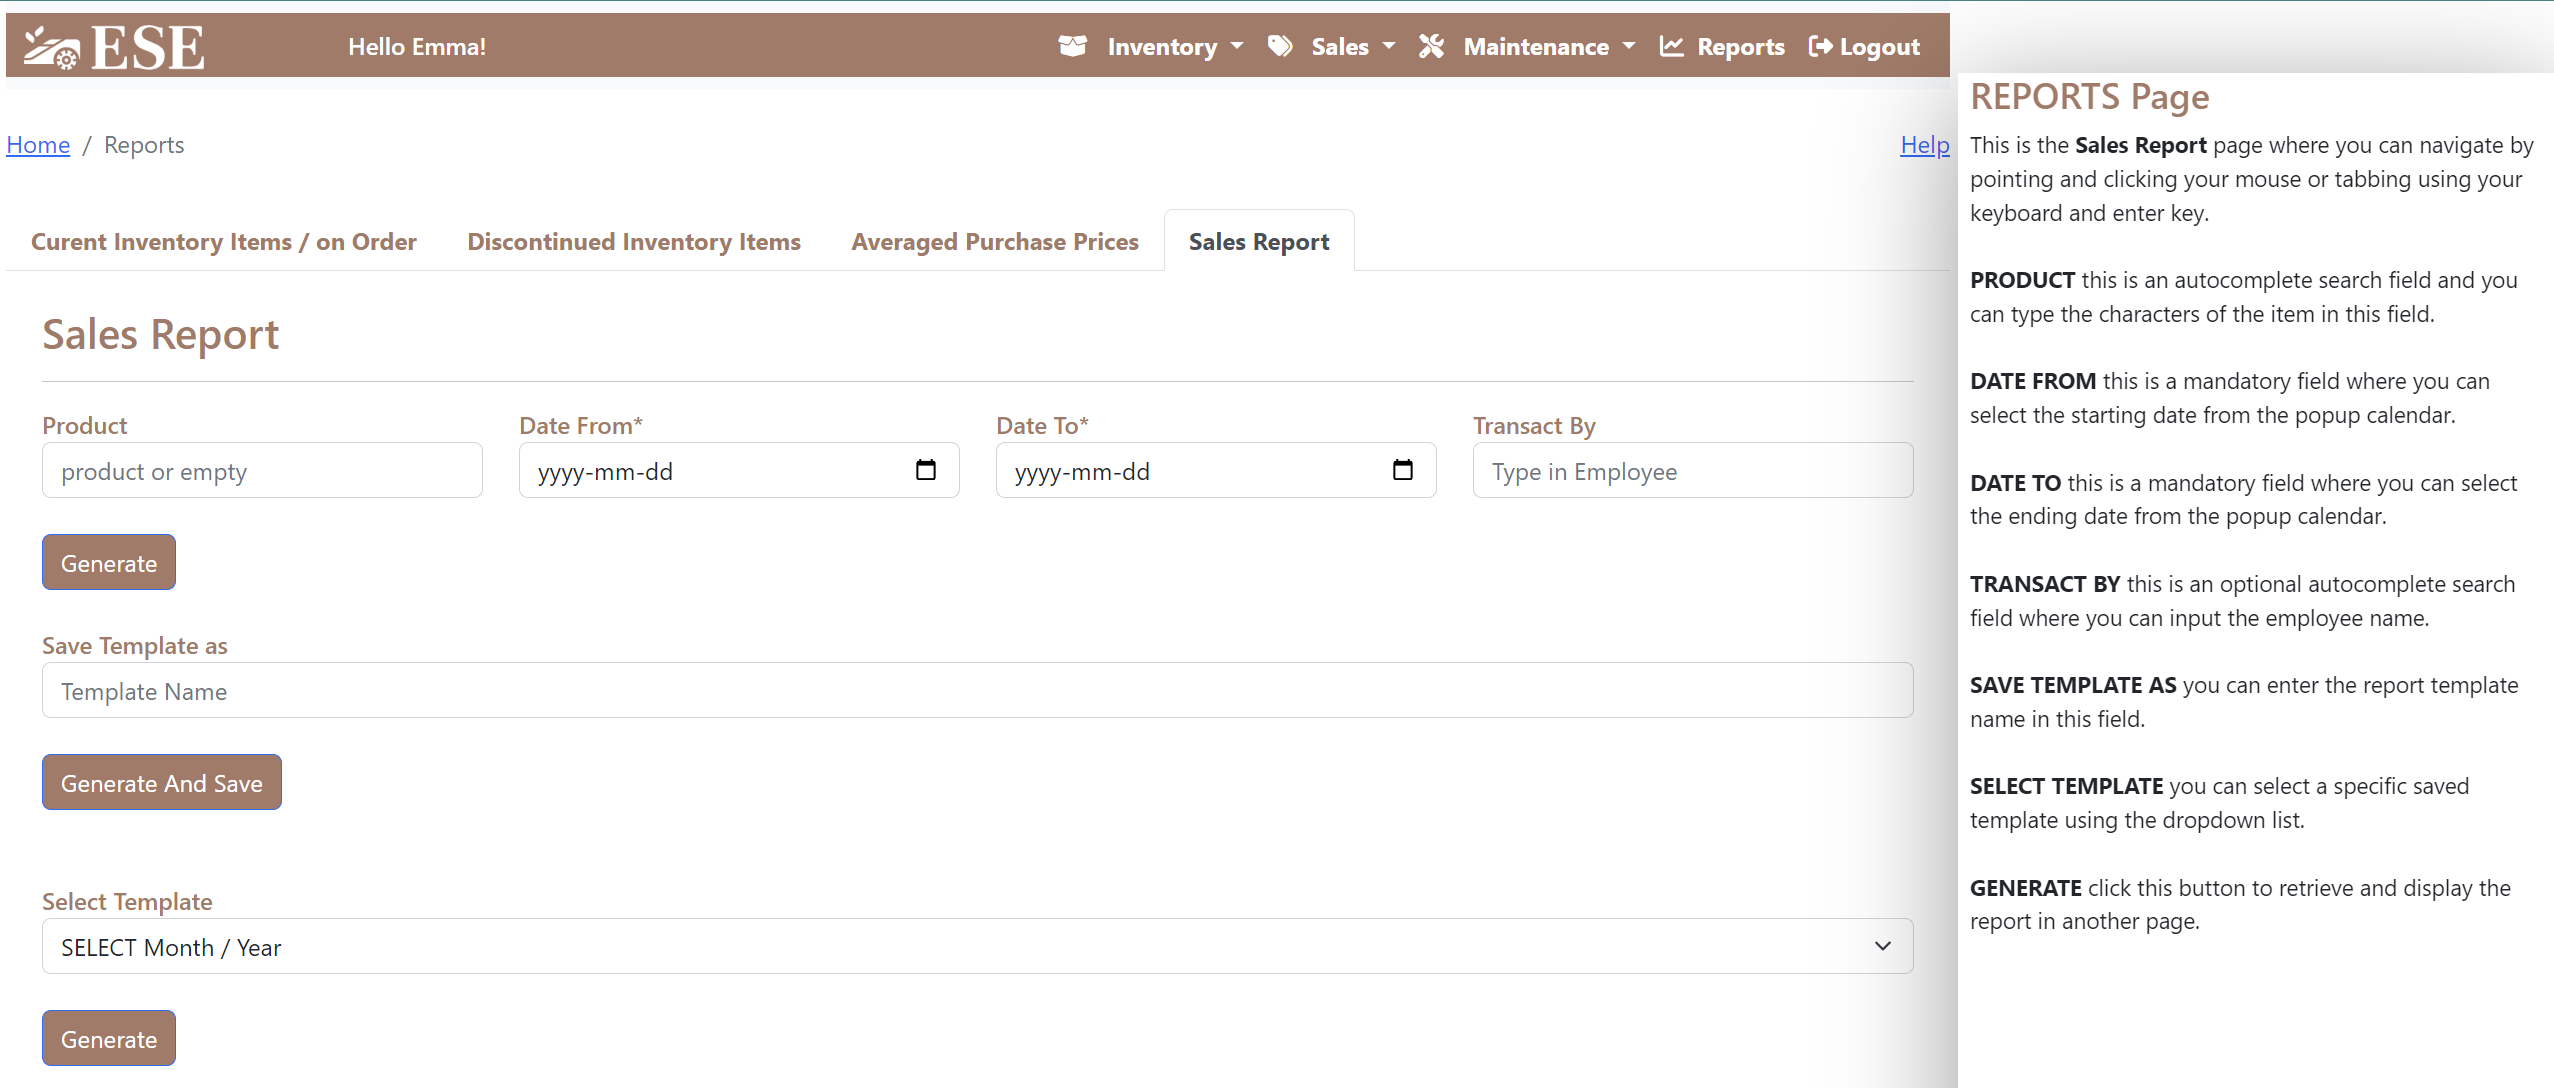 ESE
Hello Emma!
Inventory
Sales
Maintenance
Reports
Logout
Home / Reports
Help
Curent Inventory Items / on Order
Discontinued Inventory Items
Averaged Purchase Prices
Sales Report
Sales Report
Product
Date From*
Date To*
Transact By
product or empty
yyyy-mm-dd
yyyy-mm-dd
Type in Employee
Generate
Save Template as
Template Name
Generate And Save
Select Template
SELECT Month / Year
Generate
REPORTS Page
This is the Sales Report page where you can navigate by
pointing and clicking your mouse or tabbing using your
keyboard and enter key.
PRODUCT this is an autocomplete search field and you
can type the characters of the item in this field.
DATE FROM this is a mandatory field where you can
select the starting date from the popup calendar.
DATE TO this is a mandatory field where you can select
the ending date from the popup calendar.
TRANSACT BY this is an optional autocomplete search
field where you can input the employee name.
SAVE TEMPLATE AS you can enter the report template
name in this field.
SELECT TEMPLATE you can select a specific saved
template using the dropdown list.
GENERATE click this button to retrieve and display the
report in another page.